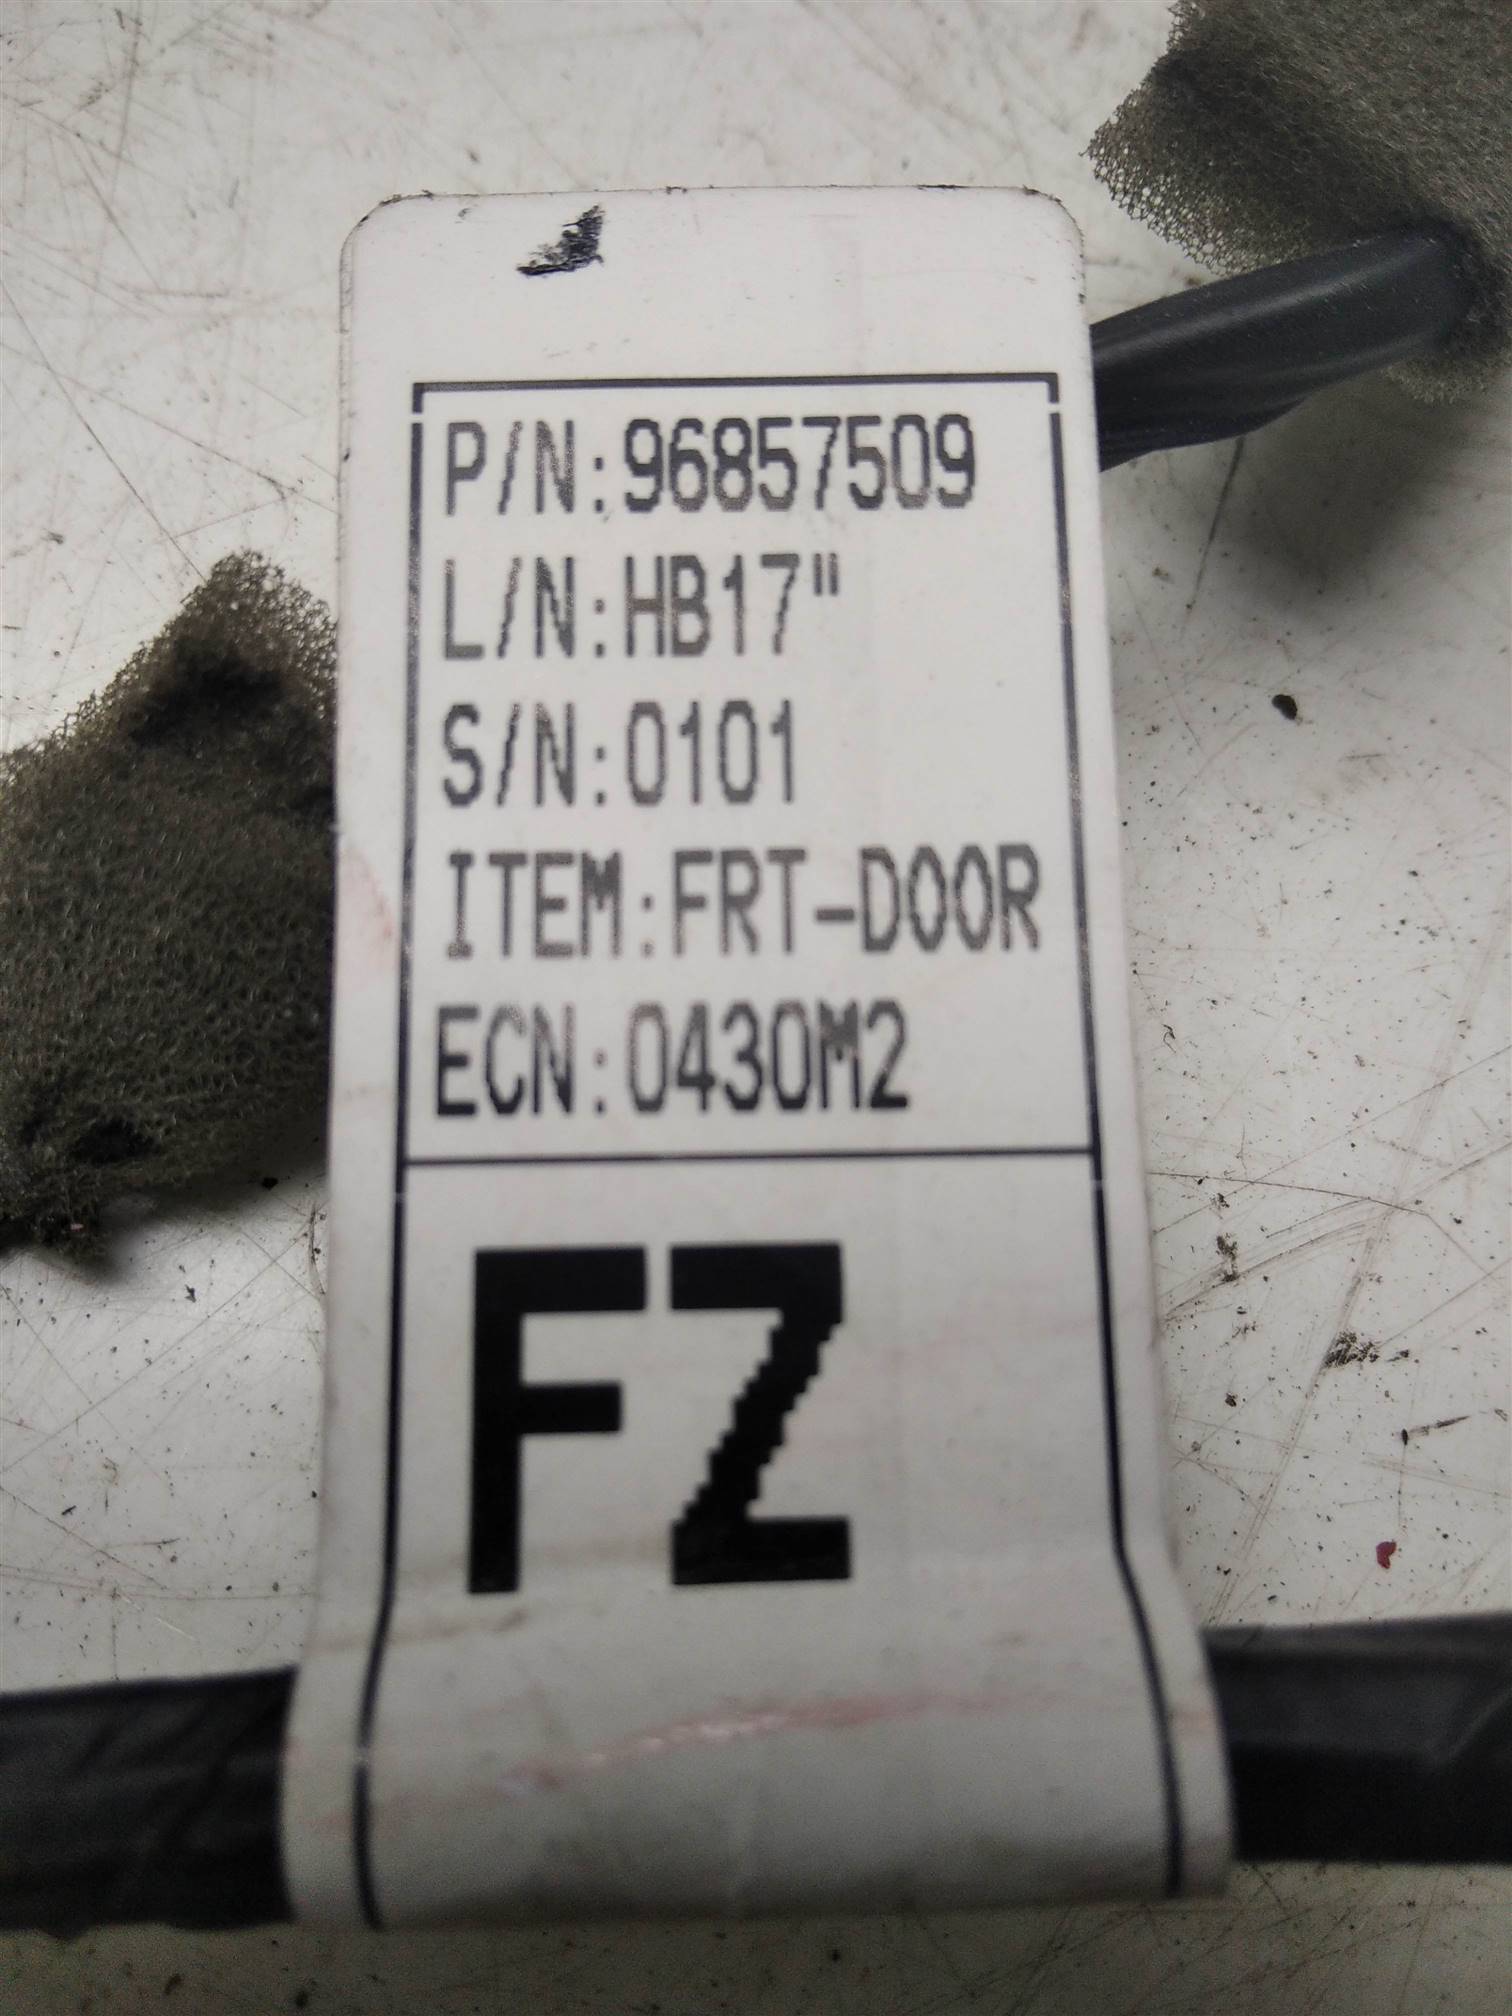 P/N:96857509
L/N:HB17"
S/N:0101
ITEM:FRT-DOOR
ECN:0430M2
FZ